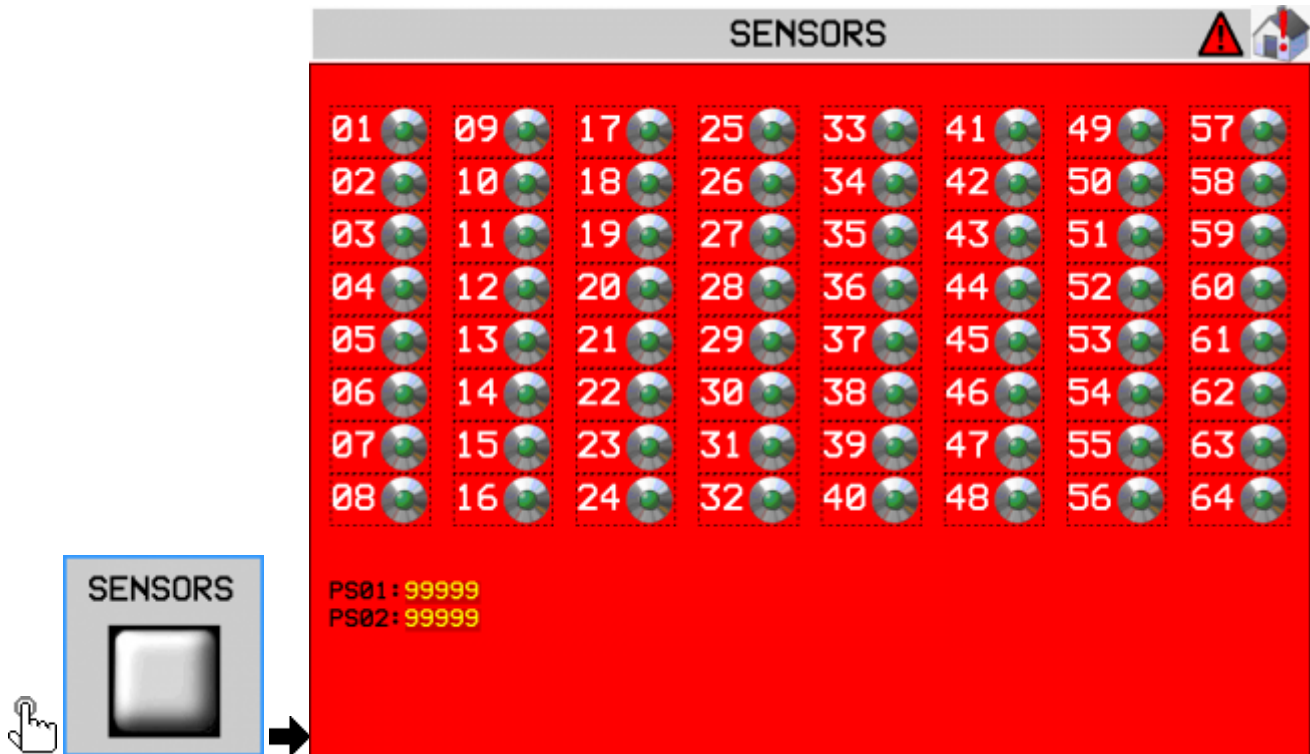 SENSORS
01 09 17 25 33 41 49 57
02 10 18 26 34 42 50 58
03 11 19 27 35 43 51 59
04 12 20 28 36 44 52 60
05 13 21 29 37 45 53 61
06 14 22 30 38 46 54 62
07 15 23 31 39 47 55 63
08 16 24 32 40 48 56 64
SENSORS
PS01:99999
PS02:99999